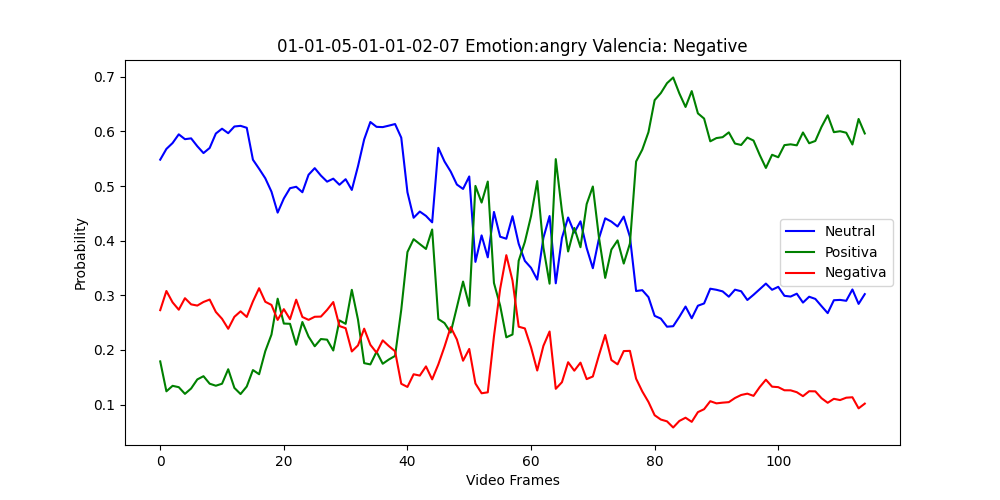 01-01-05-01-01-02-07 Emotion:angry Valencia: Negative
0.7
0.6
0.5
0.4
0.3
0.2
0.1
Probability
Neutral
Positiva
Negativa
0 20 40 60 80 100
Video Frames